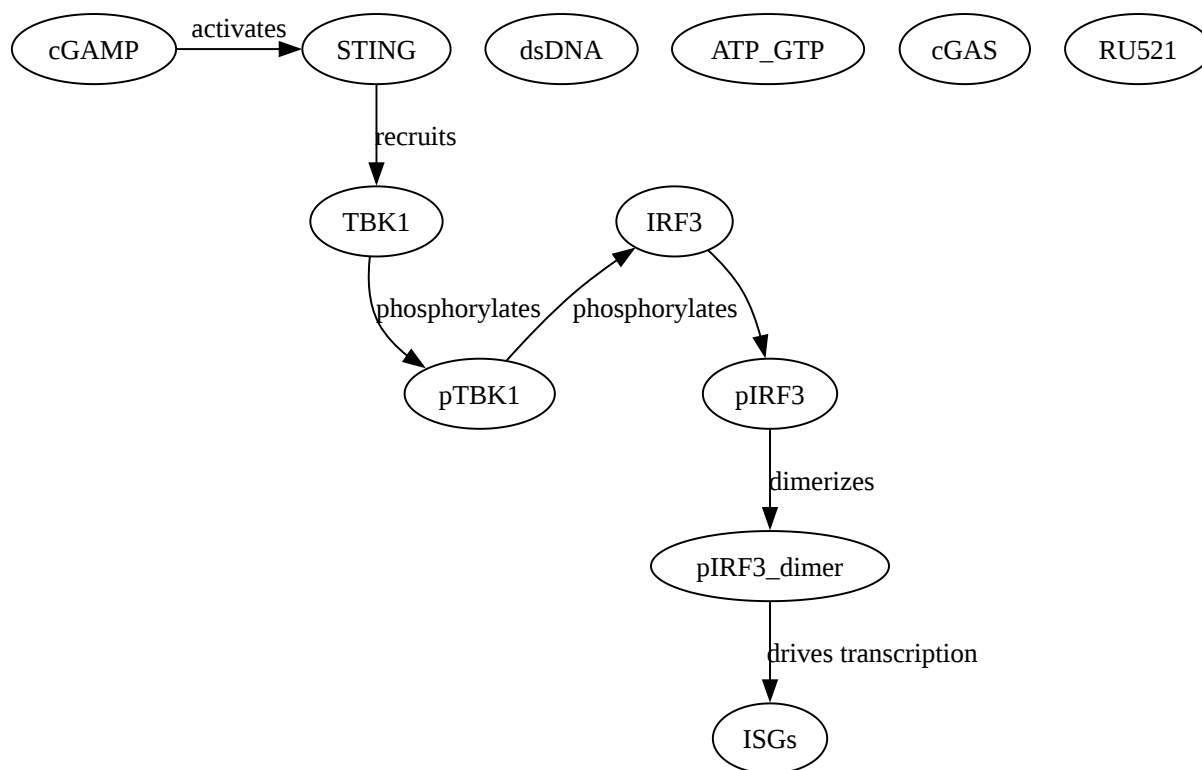 activates
cGAMP
STING
dsDNA
ATP_GTP
cGAS
RU521
recruits
TBK1
IRF3
phosphorylates
phosphorylates
pTBK1
pIRF3
dimerizes
pIRF3_dimer
drives transcription
ISGs